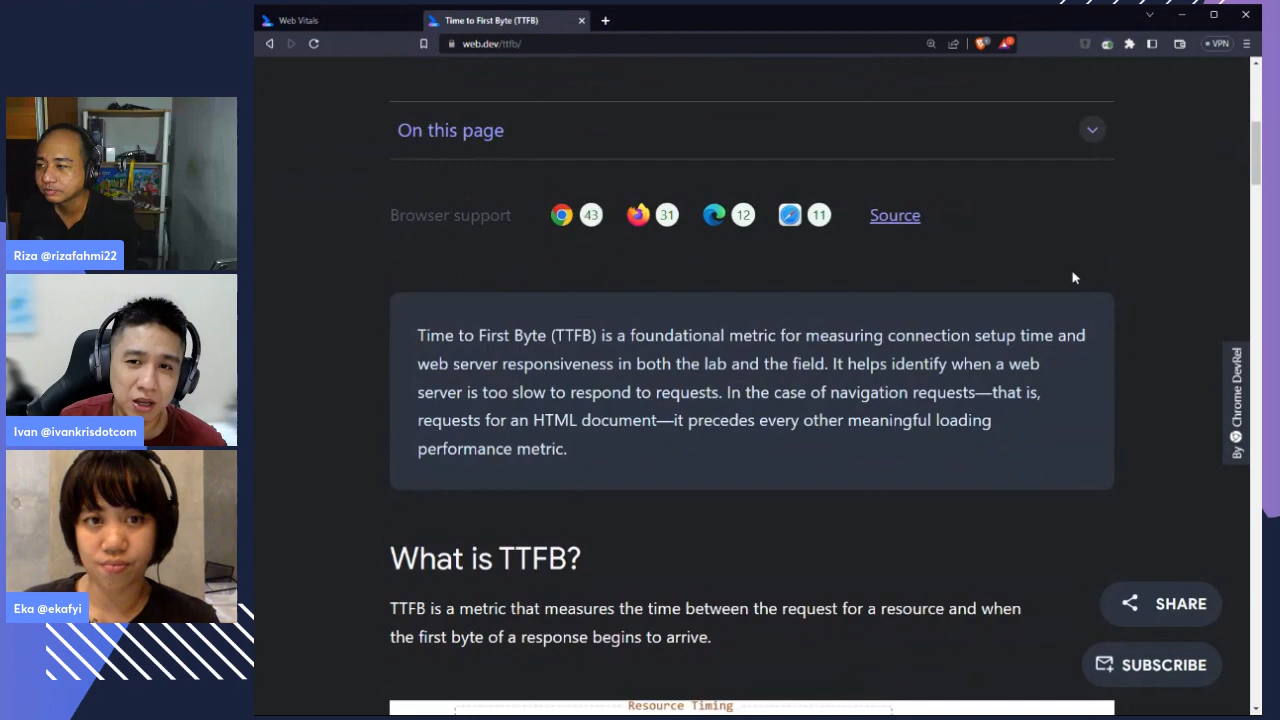 Web Vitals
Time to First Byte (TTFB)
web.dev/ttfb/
VPN
On this page
Browser support
43
31
12
11
Source
Time to First Byte (TTFB) is a foundational metric for measuring connection setup time and
web server responsiveness in both the lab and the field. It helps identify when a web
server is too slow to respond to requests. In the case of navigation requests—that is,
requests for an HTML document—it precedes every other meaningful loading
performance metric.
What is TTFB?
TTFB is a metric that measures the time between the request for a resource and when
the first byte of a response begins to arrive.
Resource Timing
SHARE
SUBSCRIBE
By Chrome DevRel
Riza @rizafahmi22
Ivan @ivankrisdotcom
Eka @ekafyi